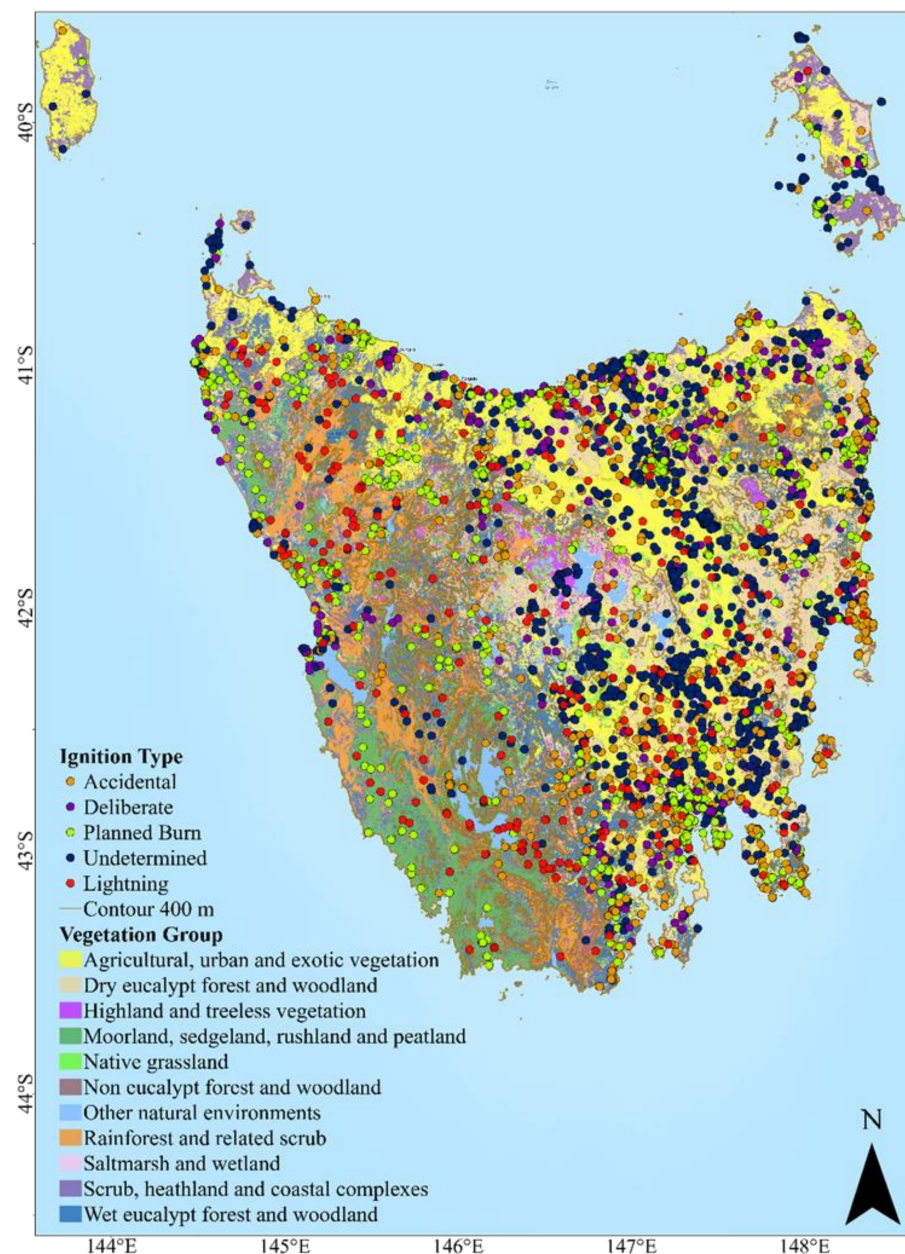 40°S
41°S
42°S
43°S
44°S
Ignition Type
Accidental
Deliberate
Planned Burn
Undetermined
Lightning
Contour 400 m
Vegetation Group
Agricultural, urban and exotic vegetation
Dry eucalypt forest and woodland
Highland and treeless vegetation
Moorland, sedgeland, rushland and peatland
Native grassland
Non eucalypt forest and woodland
Other natural environments
Rainforest and related scrub
Saltmarsh and wetland
Scrub, heathland and coastal complexes
Wet eucalypt forest and woodland
N
144°E
145°E
146°E
147°E
148°E